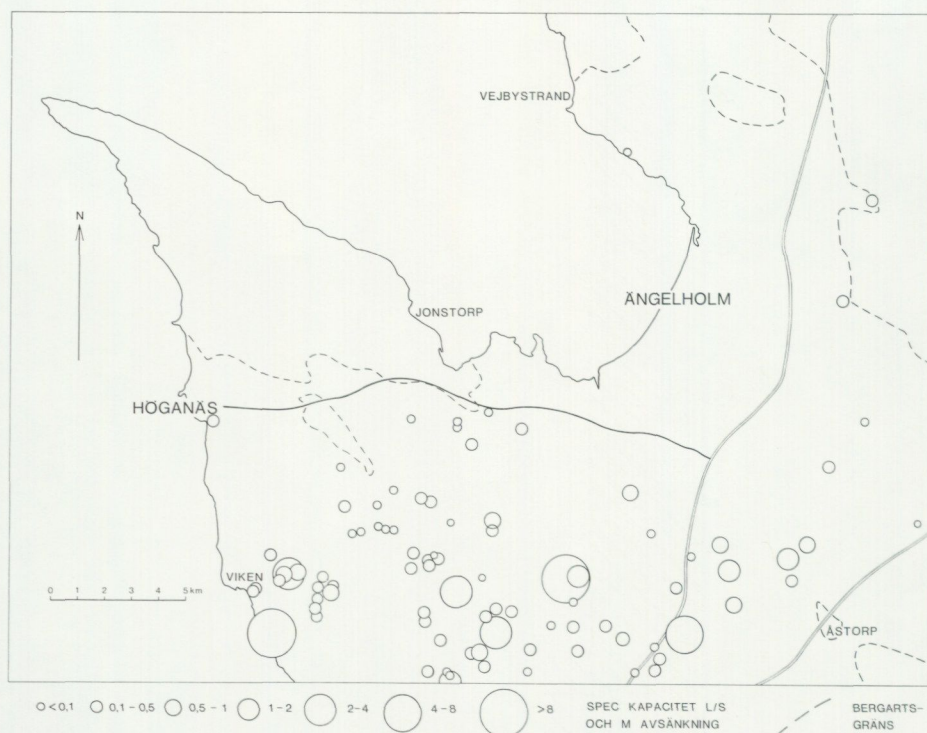 VEJBYSTRAND
N
ÄNGELHOLM
JONSTORP
HÖGANÄS
VIKEN
0 1 2 3 4 5 km
ÅSTORP
<0,1 0,1-0,5 0,5-1 1-2 2-4 4-8 >8 SPEC KAPACITET L/S BERGARTS-
OCH M AVSÄNKNING GRÄNS